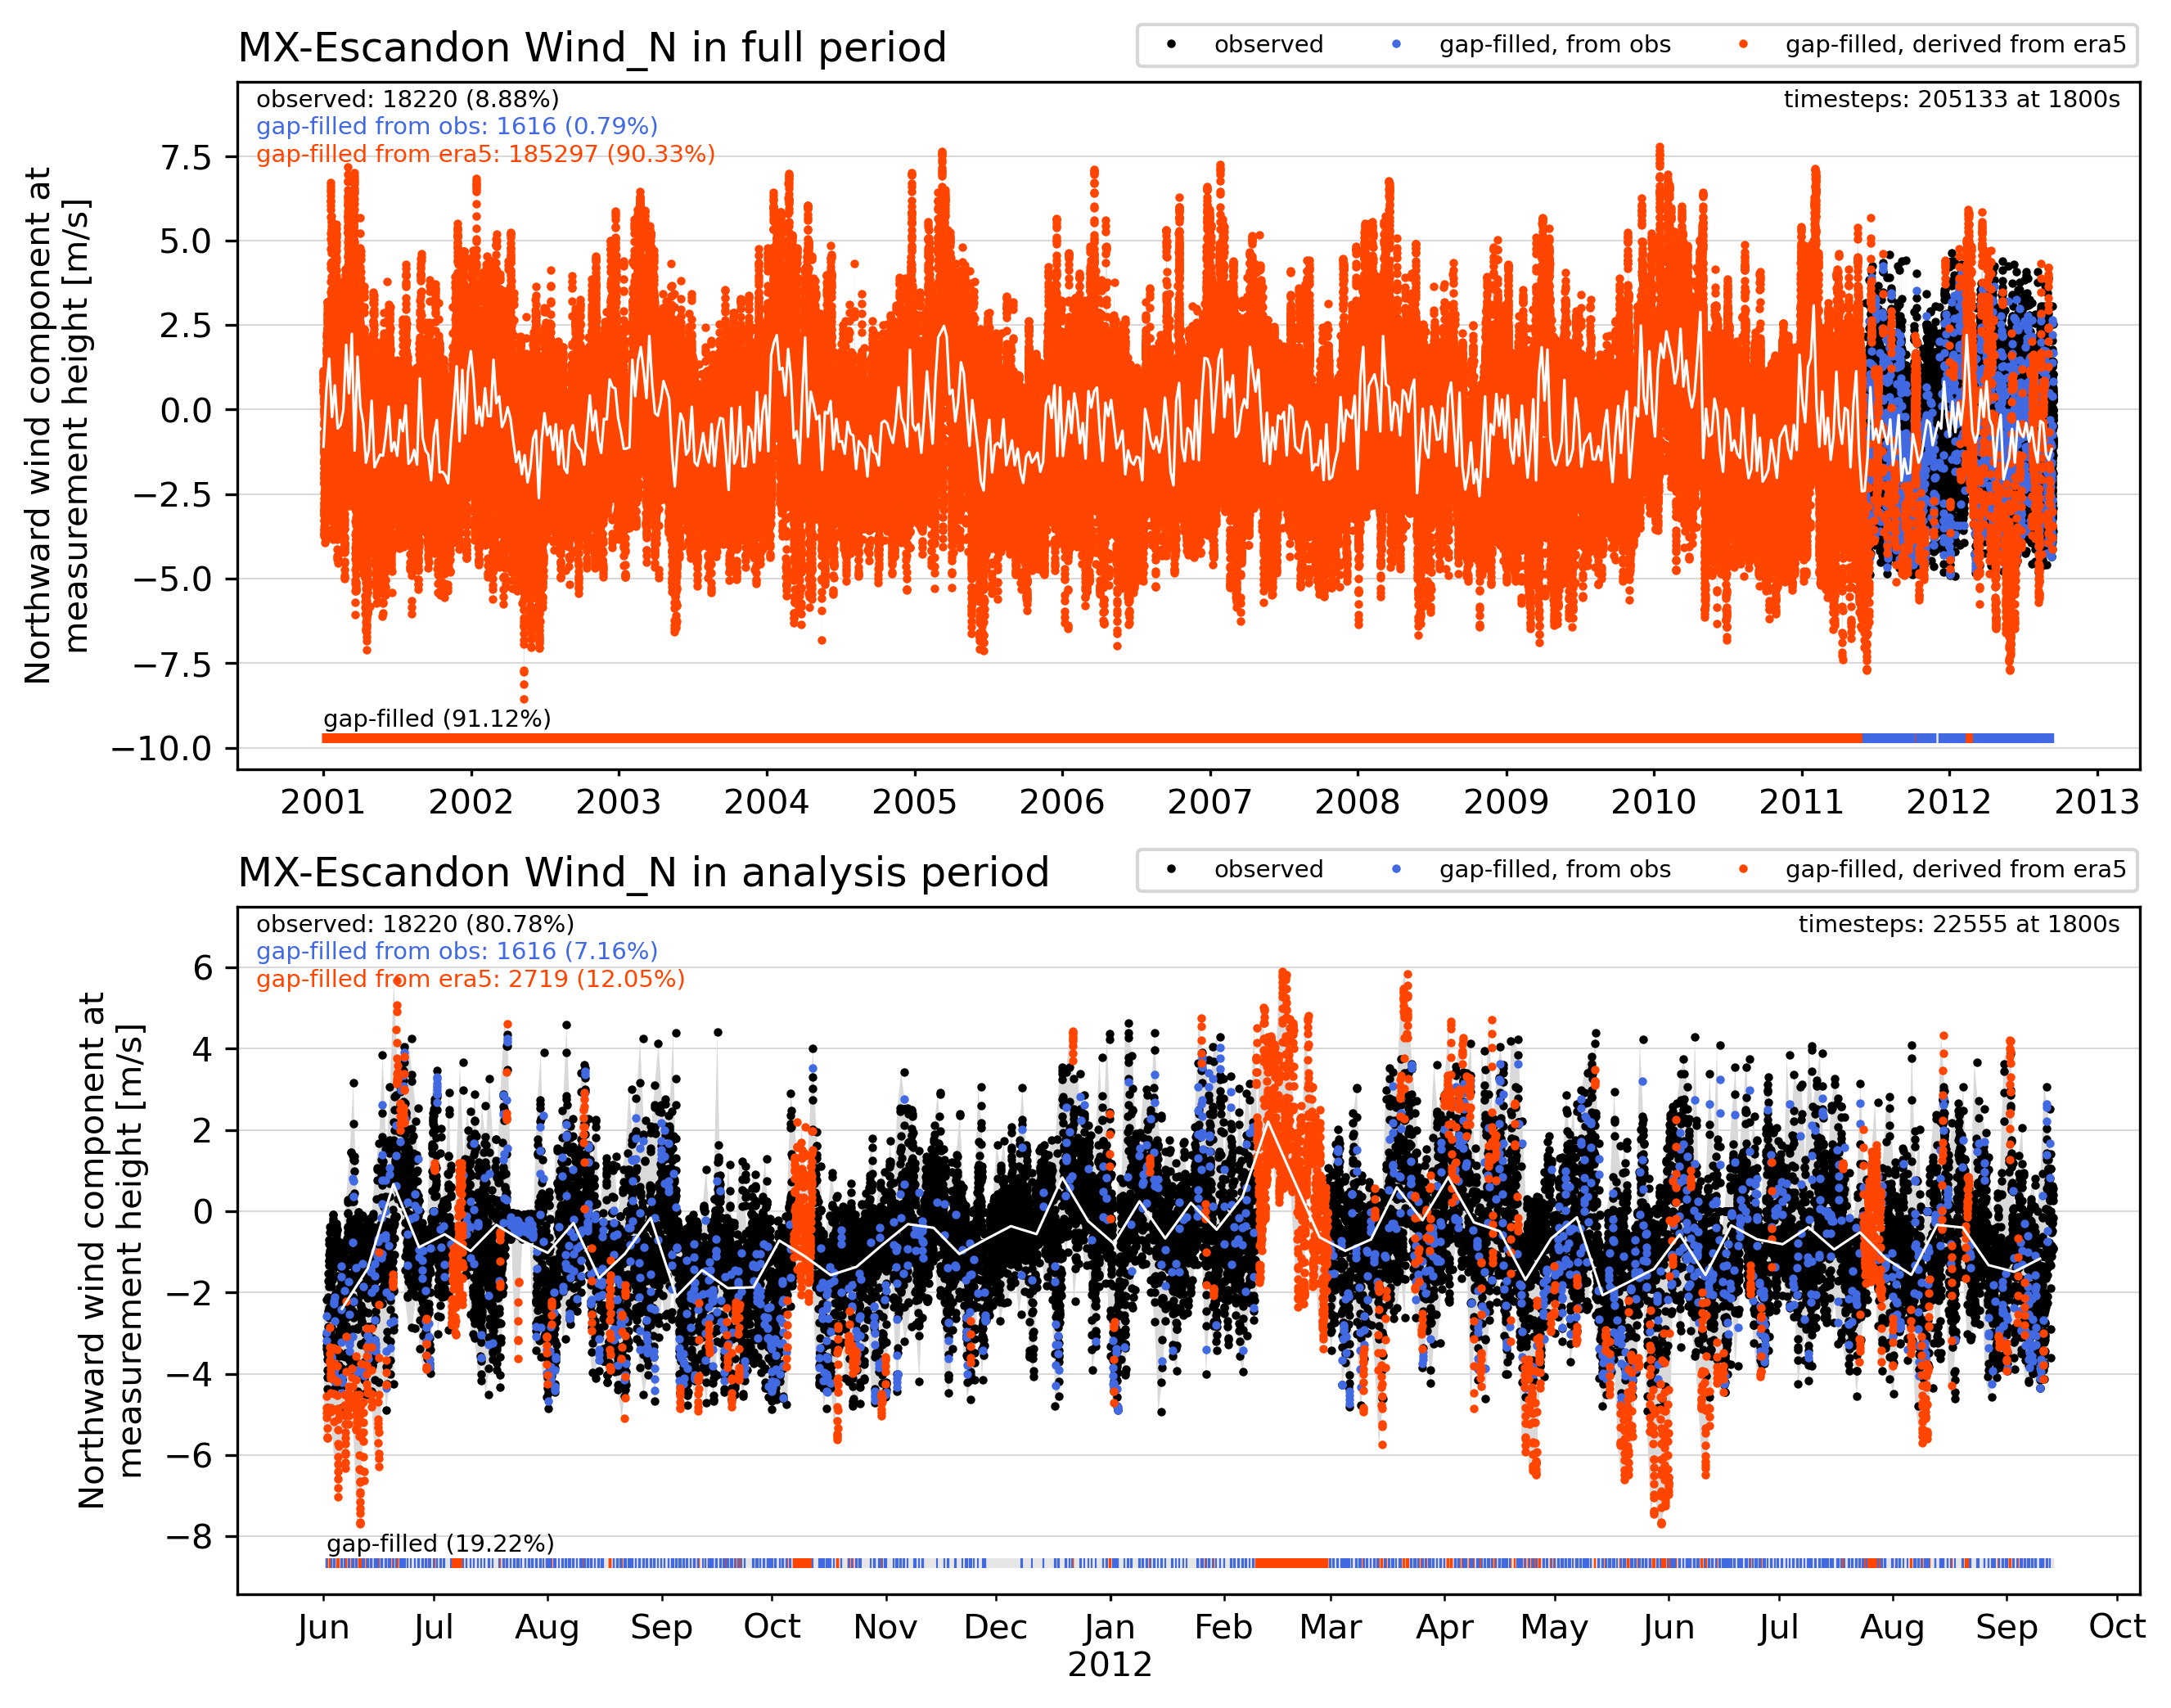 MX-Escandon Wind_N in full period
observed
gap-filled, from obs
gap-filled, derived from era5
observed: 18220 (8.88%)
gap-filled from obs: 1616 (0.79%)
gap-filled from era5: 185297 (90.33%)
timesteps: 205133 at 1800s
Northward wind component at
measurement height [m/s]
7.5
5.0
2.5
0.0
−2.5
−5.0
−7.5
−10.0
gap-filled (91.12%)
2001 2002 2003 2004 2005 2006 2007 2008 2009 2010 2011 2012 2013
MX-Escandon Wind_N in analysis period
observed
gap-filled, from obs
gap-filled, derived from era5
observed: 18220 (80.78%)
gap-filled from obs: 1616 (7.16%)
gap-filled from era5: 2719 (12.05%)
timesteps: 22555 at 1800s
Northward wind component at
measurement height [m/s]
6
4
2
0
−2
−4
−6
−8
gap-filled (19.22%)
Jun Jul Aug Sep Oct Nov Dec Jan Feb Mar Apr May Jun Jul Aug Sep Oct
2012